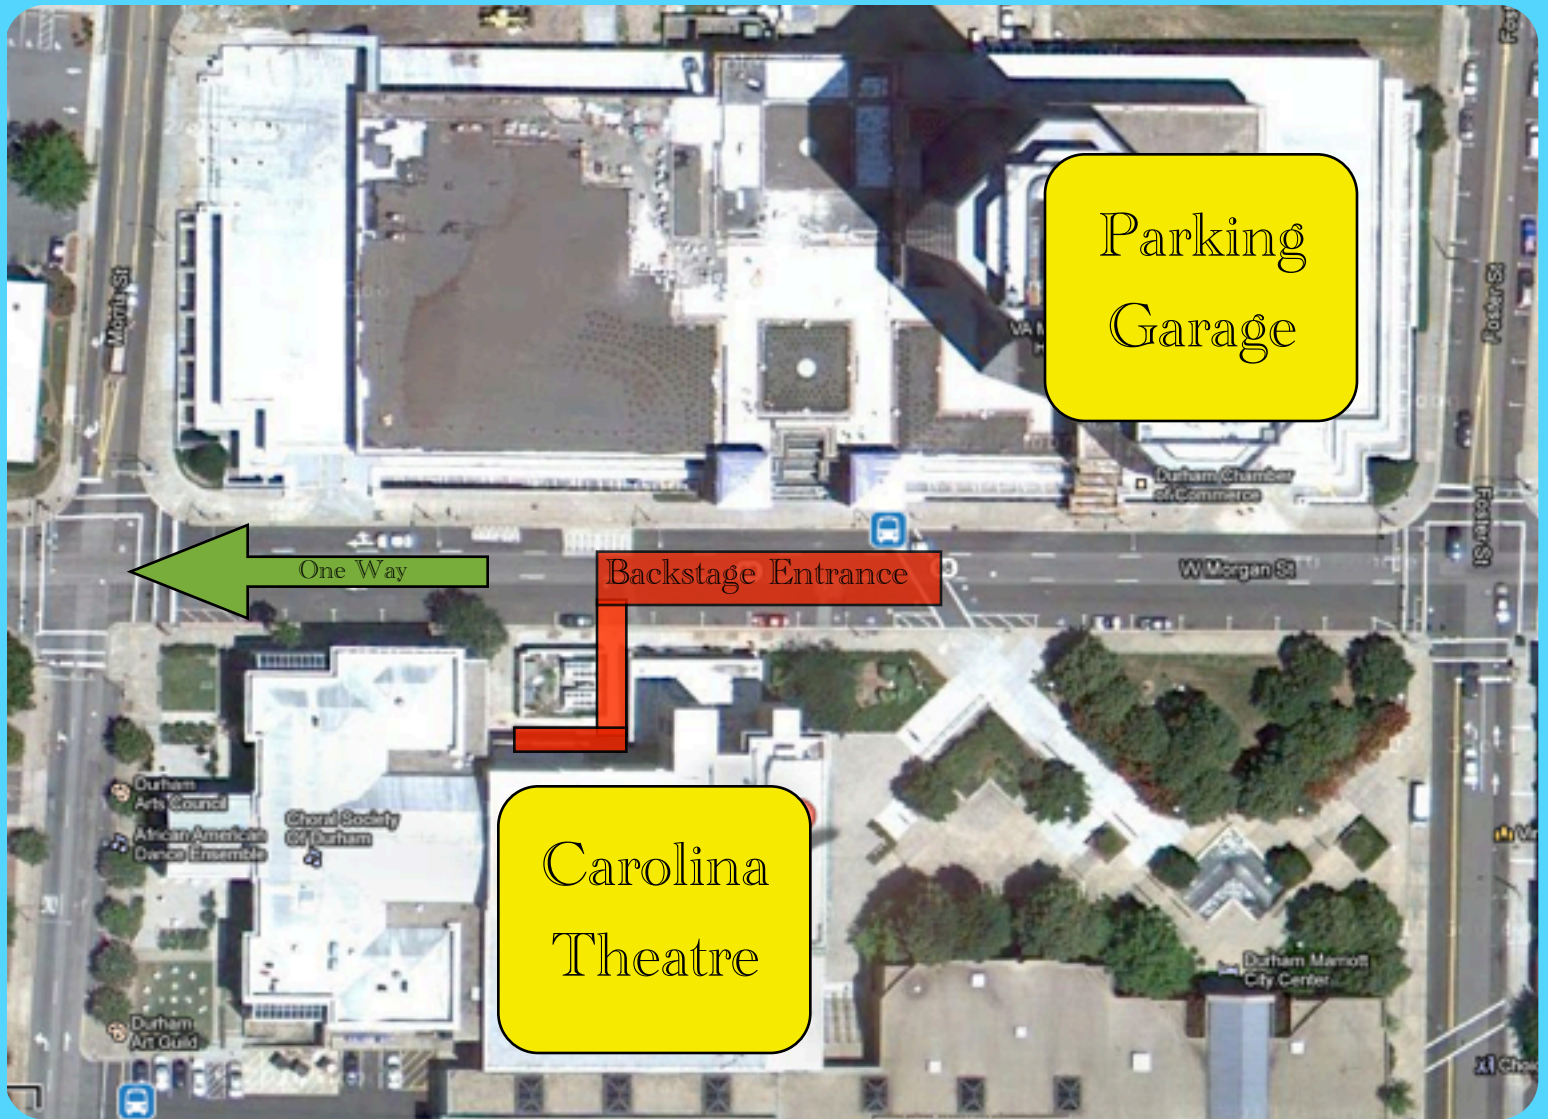 Parking
Garage
Morris St
Foster St
Durham Chamber
of Commerce
Foster St
One Way
Backstage Entrance
W Morgan St
Durham
Arts Council
African American
Dance Ensemble
Choral Society
Of Durham
Carolina
Theatre
Durham Marriott
City Center
Durham
Art Guild